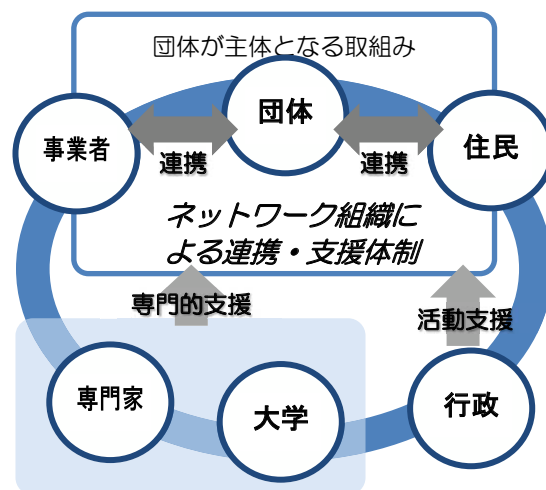 団体が主体となる取組み
団体
事業者
住民
連携
連携
ネットワーク組織に
よる連携・支援体制
専門的支援
活動支援
専門家
大学
行政